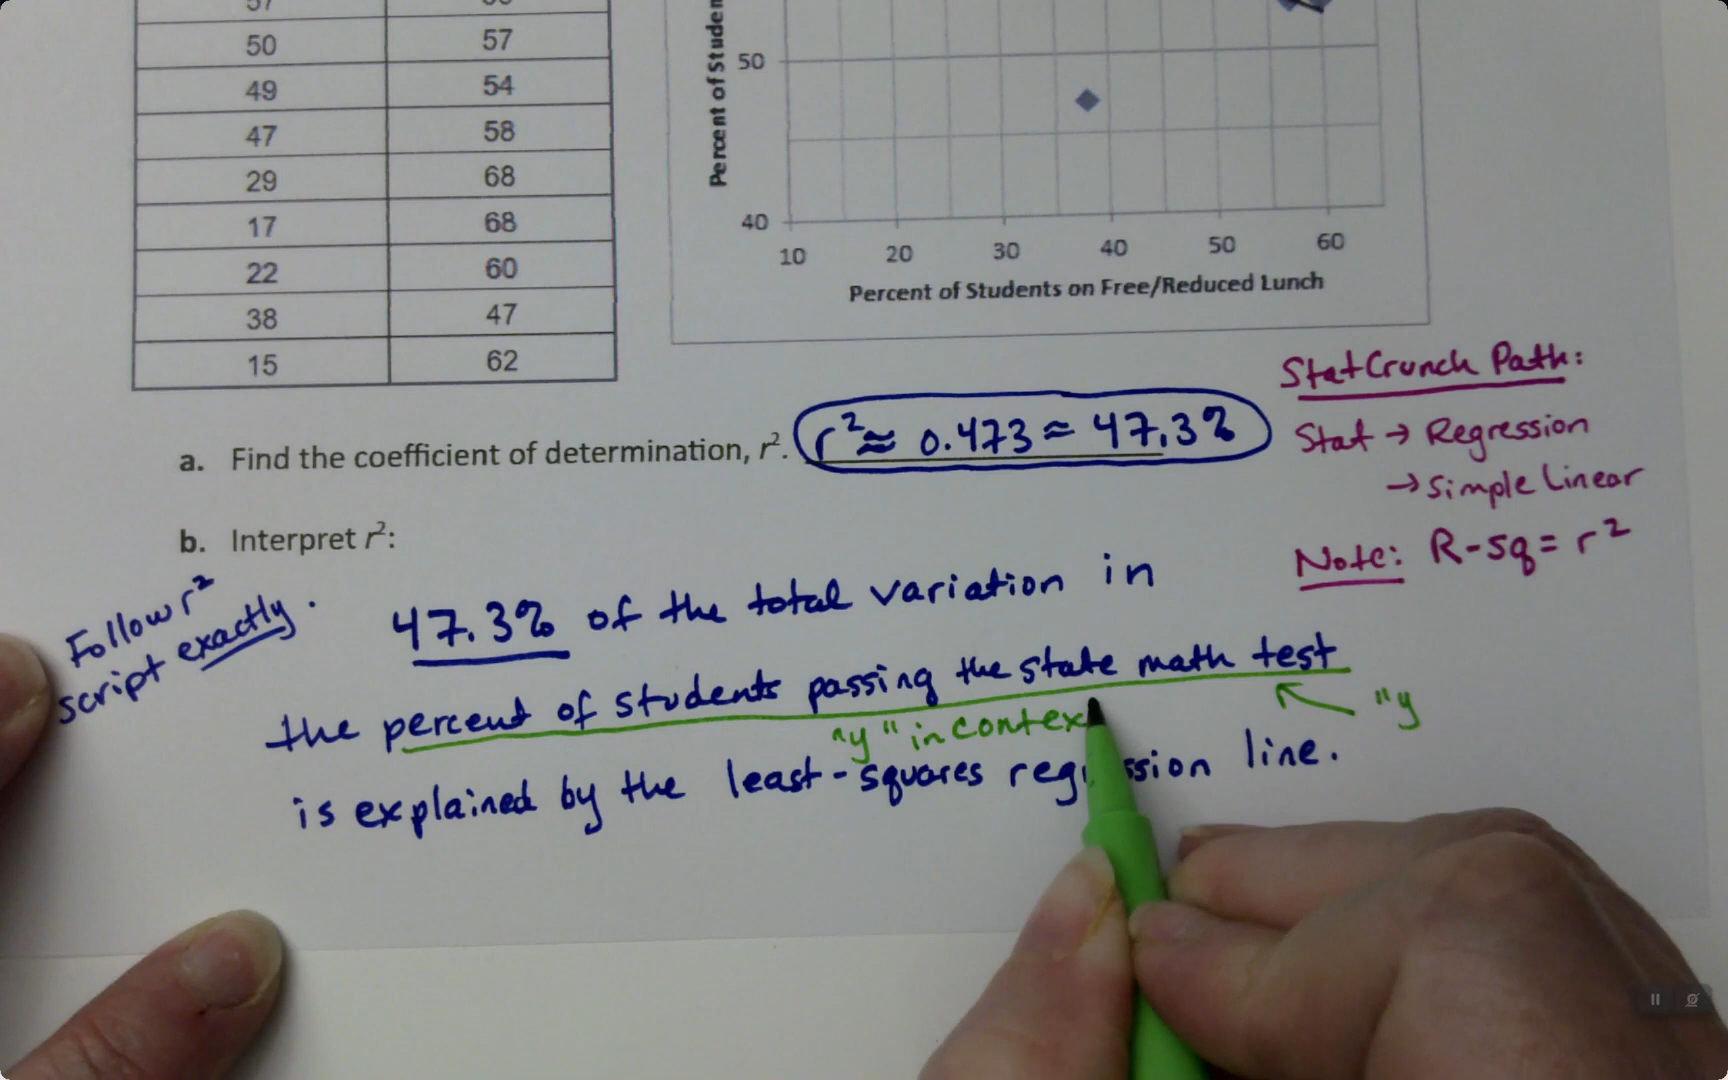 50 57
49 54
47 58
29 68
17 68
22 60
38 47
15 62
Percent of
50
40
10 20 30 40 50 60
Percent of Students on Free/Reduced Lunch
a. Find the coefficient of determination, r². r² ≈ 0.473 ≈ 47.3%
StatCrunch Path:
Stat → Regression
→ Simple Linear
Note: R-sq = r²
b. Interpret r²:
Follow r²
script exactly.
47.3% of the total variation in
the percent of students passing the state math test
"y" in contex
"y
is explained by the least-squares line.